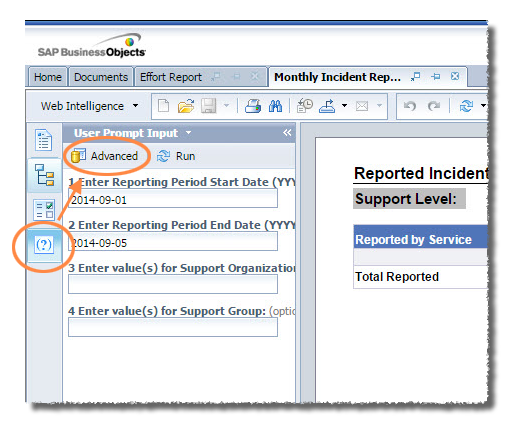 SAP BusinessObjects
Home Documents Effort Report Monthly Incident Rep...
Web Intelligence
User Prompt Input «
Advanced Run
1 Enter Reporting Period Start Date (YYY
2014-09-01
2 Enter Reporting Period End Date (YYYY
2014-09-05
3 Enter value(s) for Support Organization
4 Enter value(s) for Support Group: (optio
(?)
Reported Incident
Support Level:
Reported by Service
Total Reported